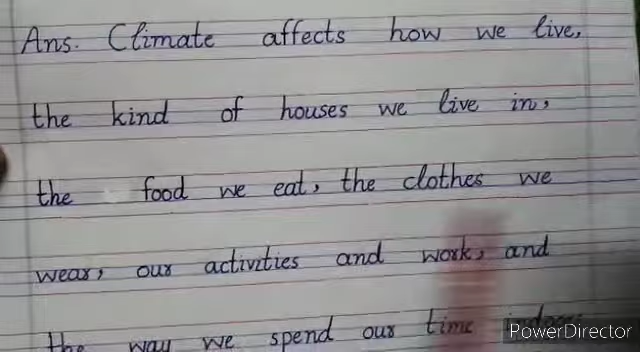 Ans. Climate affects how we live,
the kind of houses we live in,
the food we eat, the clothes we
wear, our activities and work, and
the way we spend our time
PowerDirector